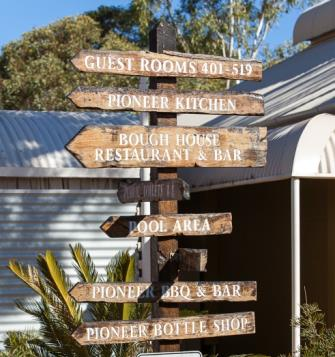 GUEST ROOMS 401-519
PIONEER KITCHEN
BOUGH HOUSE
RESTAURANT & BAR
POOL AREA
PIONEER BBQ & BAR
PIONEER BOTTLE SHOP